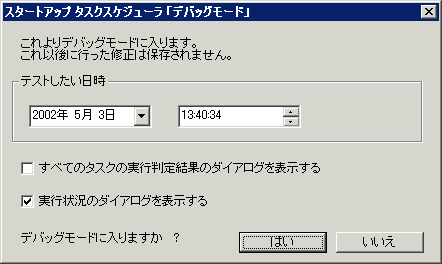 スタートアップ タスクスケジューラ「デバッグモード」
これよりデバッグモードに入ります。
これ以後に行った修正は保存されません。
テストしたい日時
2002年 5月 3日 13:40:34
すべてのタスクの実行判定結果のダイアログを表示する
実行状況のダイアログを表示する
デバッグモードに入りますか ？ はい いいえ